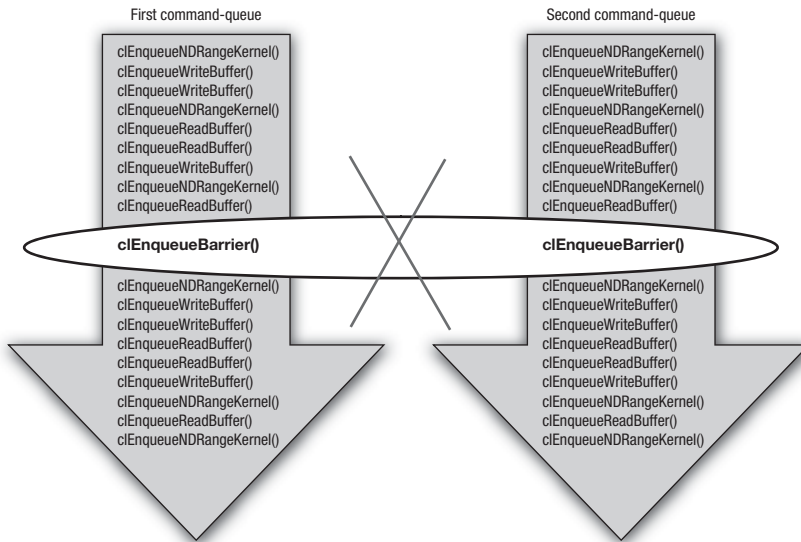 First command-queue
clEnqueueNDRangeKernel()
clEnqueueWriteBuffer()
clEnqueueWriteBuffer()
clEnqueueNDRangeKernel()
clEnqueueReadBuffer()
clEnqueueReadBuffer()
clEnqueueWriteBuffer()
clEnqueueNDRangeKernel()
clEnqueueReadBuffer()
clEnqueueBarrier()
clEnqueueNDRangeKernel()
clEnqueueWriteBuffer()
clEnqueueWriteBuffer()
clEnqueueReadBuffer()
clEnqueueReadBuffer()
clEnqueueWriteBuffer()
clEnqueueNDRangeKernel()
clEnqueueReadBuffer()
clEnqueueNDRangeKernel()
Second command-queue
clEnqueueNDRangeKernel()
clEnqueueWriteBuffer()
clEnqueueWriteBuffer()
clEnqueueNDRangeKernel()
clEnqueueReadBuffer()
clEnqueueReadBuffer()
clEnqueueWriteBuffer()
clEnqueueNDRangeKernel()
clEnqueueReadBuffer()
clEnqueueBarrier()
clEnqueueNDRangeKernel()
clEnqueueWriteBuffer()
clEnqueueWriteBuffer()
clEnqueueReadBuffer()
clEnqueueReadBuffer()
clEnqueueWriteBuffer()
clEnqueueNDRangeKernel()
clEnqueueReadBuffer()
clEnqueueNDRangeKernel()